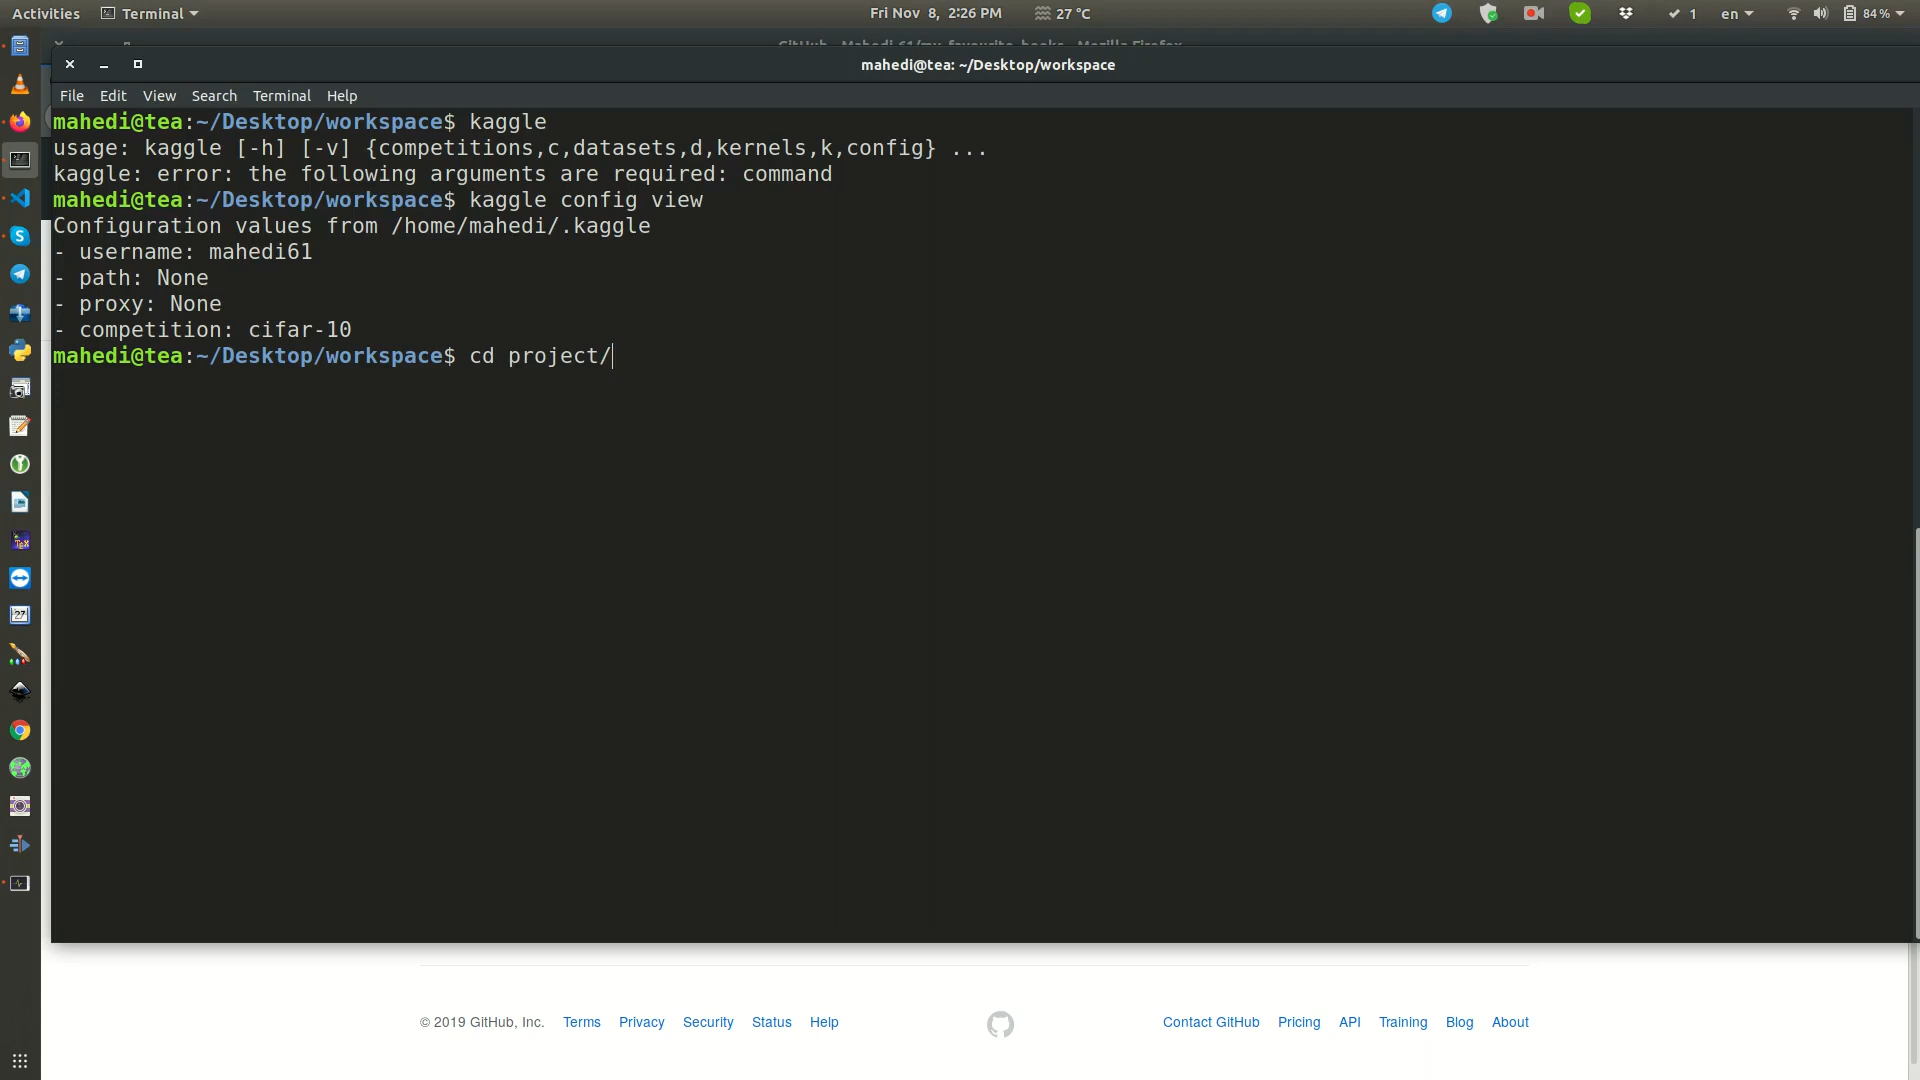 Activities Terminal Fri Nov 8, 2:26 PM 27 °C 1 en 84 %
mahedi@tea: ~/Desktop/workspace
File Edit View Search Terminal Help
mahedi@tea:~/Desktop/workspace$ kaggle
usage: kaggle [-h] [-v] {competitions,c,datasets,d,kernels,k,config} ...
kaggle: error: the following arguments are required: command
mahedi@tea:~/Desktop/workspace$ kaggle config view
Configuration values from /home/mahedi/.kaggle
- username: mahedi61
- path: None
- proxy: None
- competition: cifar-10
mahedi@tea:~/Desktop/workspace$ cd project/
© 2019 GitHub, Inc. Terms Privacy Security Status Help Contact GitHub Pricing API Training Blog About